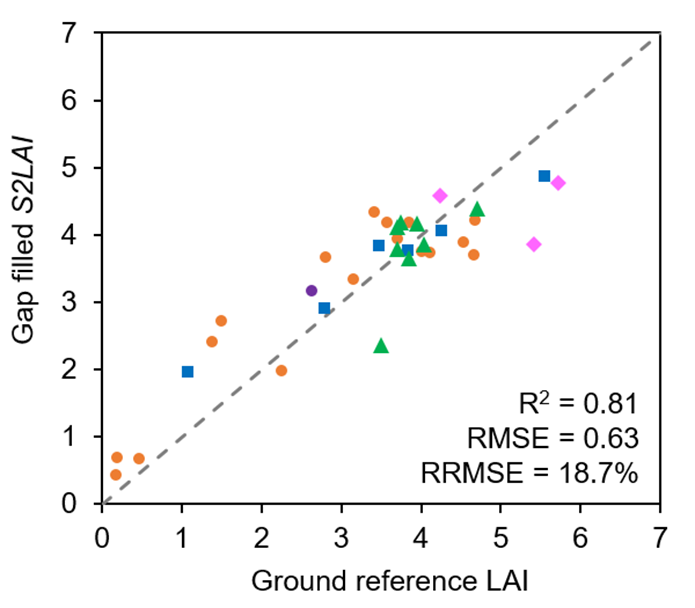 7
6
5
4
3
2
1
0
Gap filled S2LAI
R² = 0.81
RMSE = 0.63
RRMSE = 18.7%
0 1 2 3 4 5 6 7
Ground reference LAI